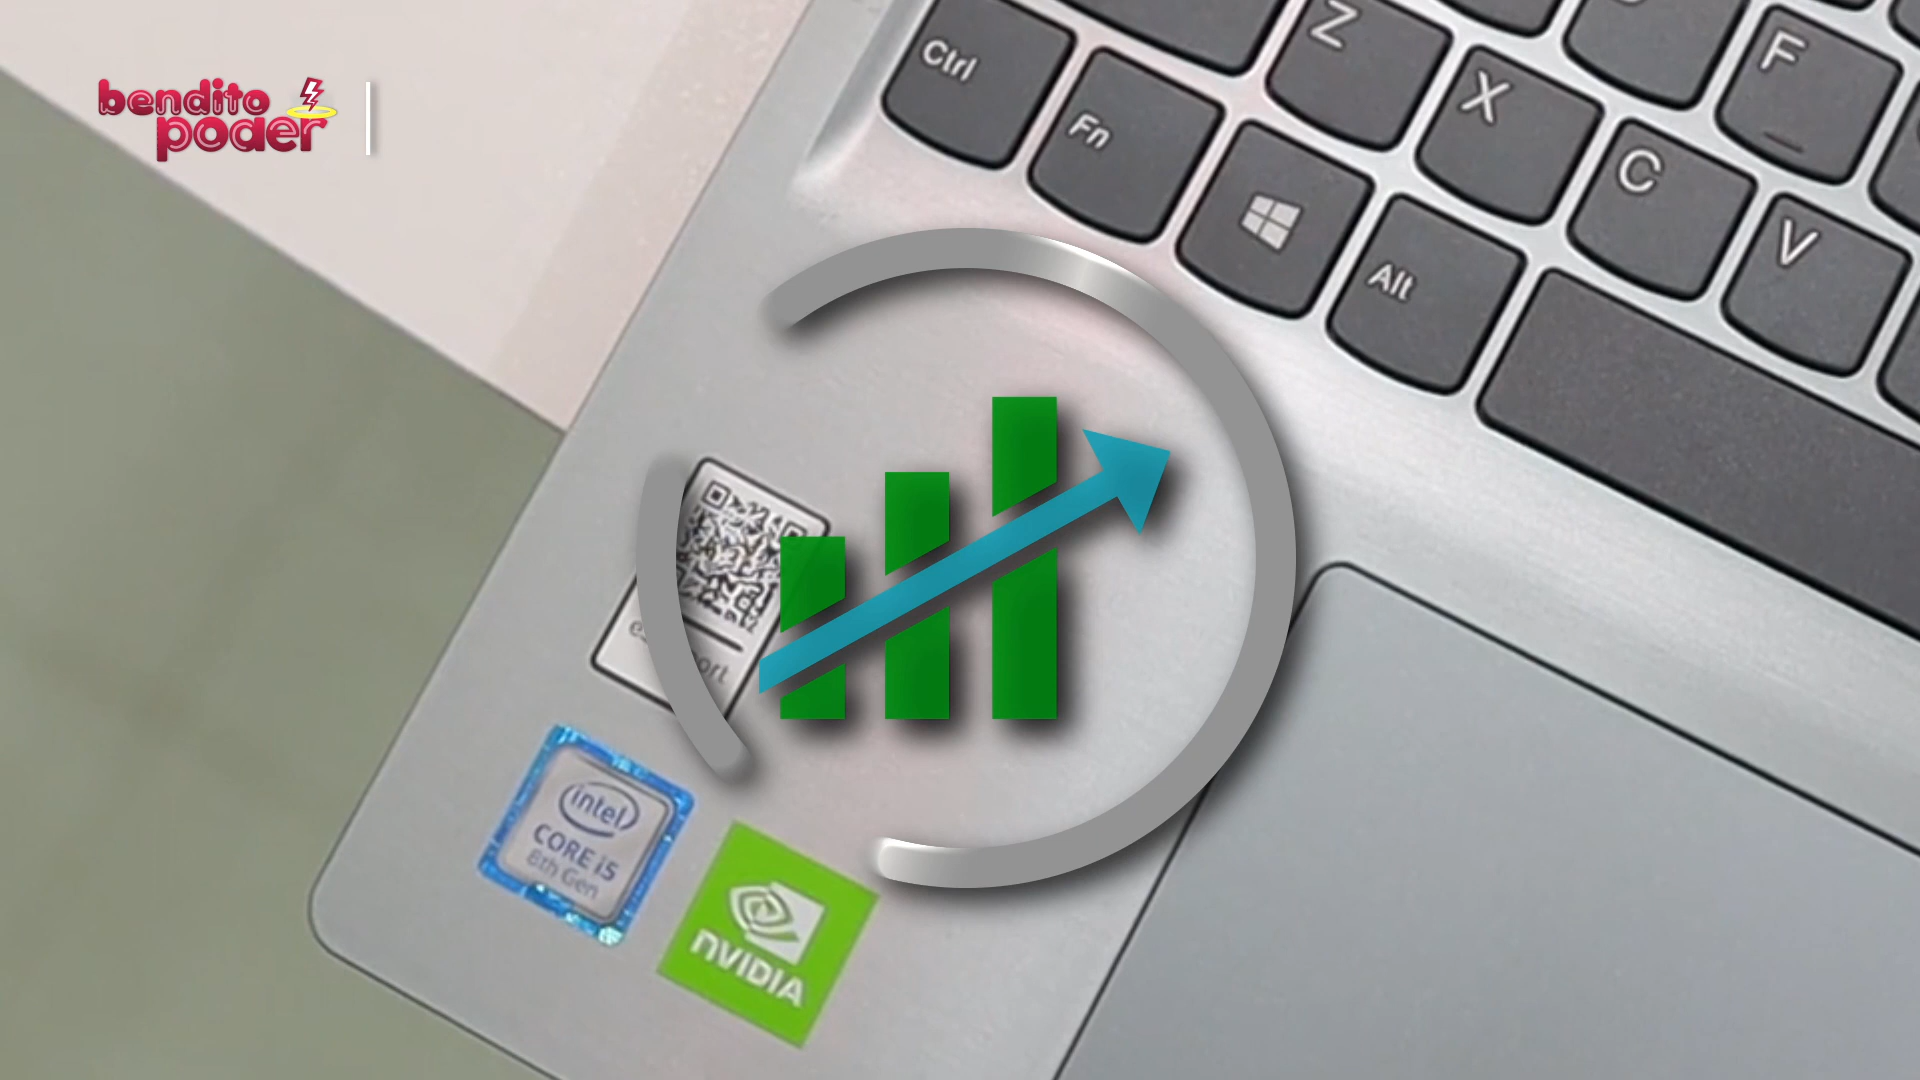 bendito
poder
Ctrl
Fn
Alt
Z
X
C
V
F
intel
CORE i5
8th Gen
NVIDIA